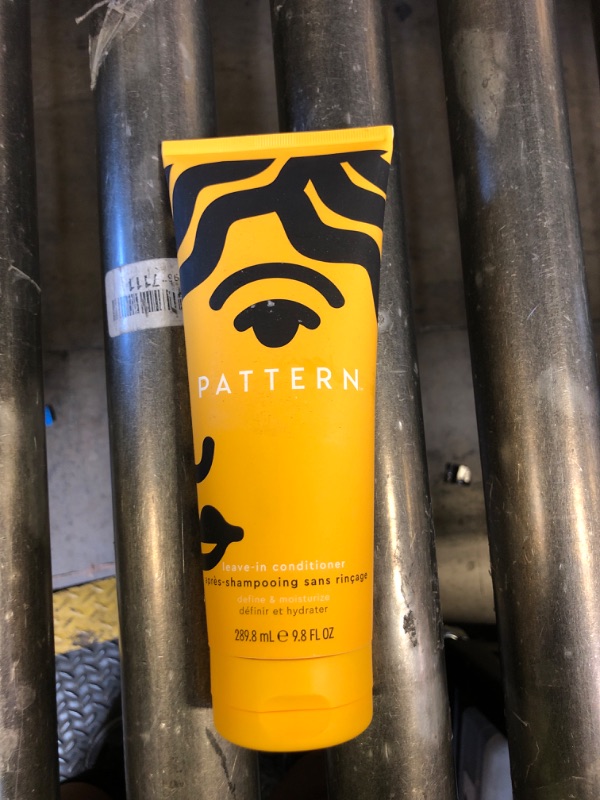 PATTERN
leave-in conditioner
après-shampooing sans rinçage
define & moisturize
définir et hydrater
289.8 mL ℮ 9.8 FL OZ